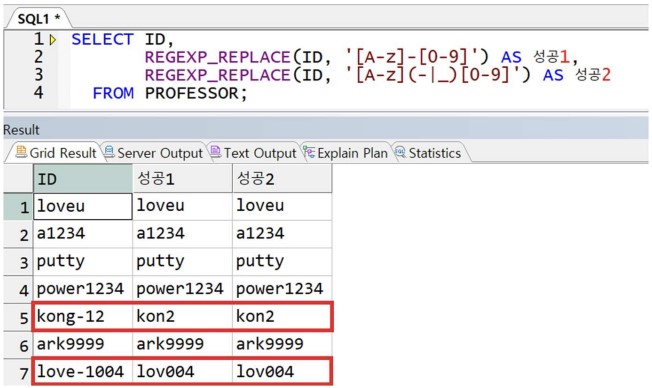 SQL1 *
1 SELECT ID,
2 REGEXP_REPLACE(ID, '[A-z]-[0-9]') AS 성공1,
3 REGEXP_REPLACE(ID, '[A-z](-|_)[0-9]') AS 성공2
4 FROM PROFESSOR;
Result
Grid Result Server Output Text Output Explain Plan Statistics
ID 성공1 성공2
1 loveu loveu loveu
2 a1234 a1234 a1234
3 putty putty putty
4 power1234 power1234 power1234
5 kong-12 kon2 kon2
6 ark9999 ark9999 ark9999
7 love-1004 lov004 lov004